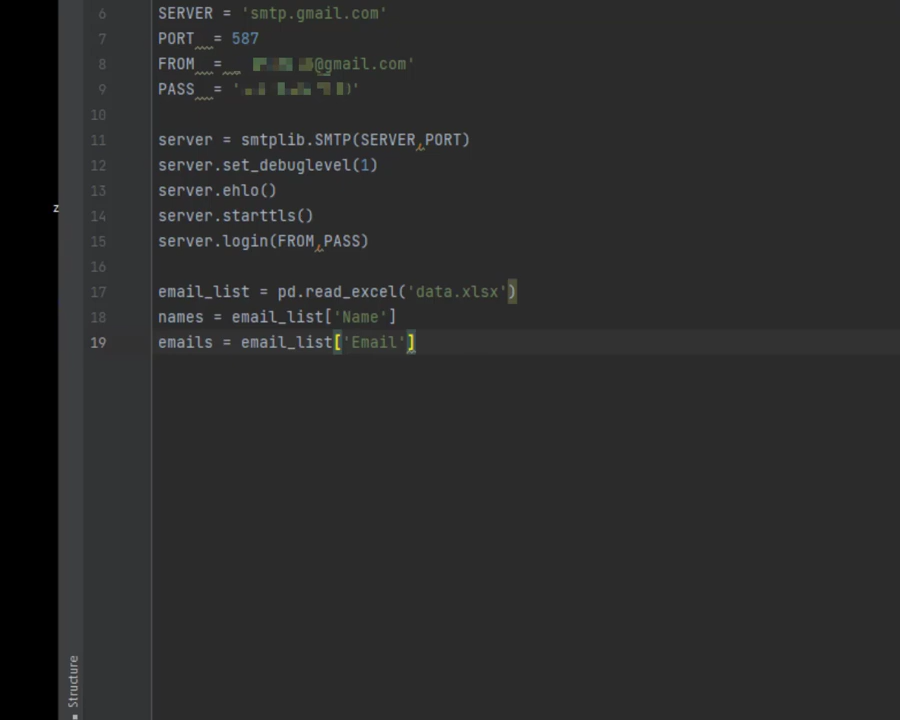 6 SERVER = 'smtp.gmail.com'
7 PORT = 587
8 FROM = @gmail.com'
9 PASS = ' )'
10
11 server = smtplib.SMTP(SERVER,PORT)
12 server.set_debuglevel(1)
13 server.ehlo()
z
14 server.starttls()
15 server.login(FROM,PASS)
16
17 email_list = pd.read_excel('data.xlsx')
18 names = email_list['Name']
19 emails = email_list['Email']
Structure